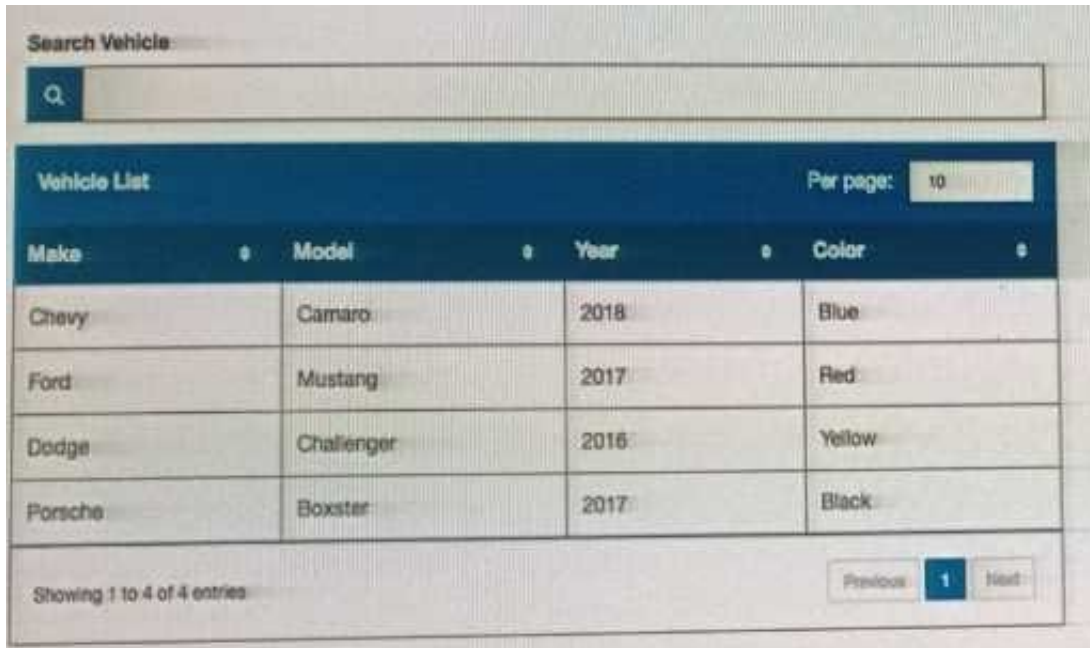 Search Vehicle
Vehicle List Per page: 10
Make Model Year Color
Chevy Camaro 2018 Blue
Ford Mustang 2017 Red
Dodge Challenger 2016 Yellow
Porsche Boxster 2017 Black
Showing 1 to 4 of 4 entries Previous 1 Next